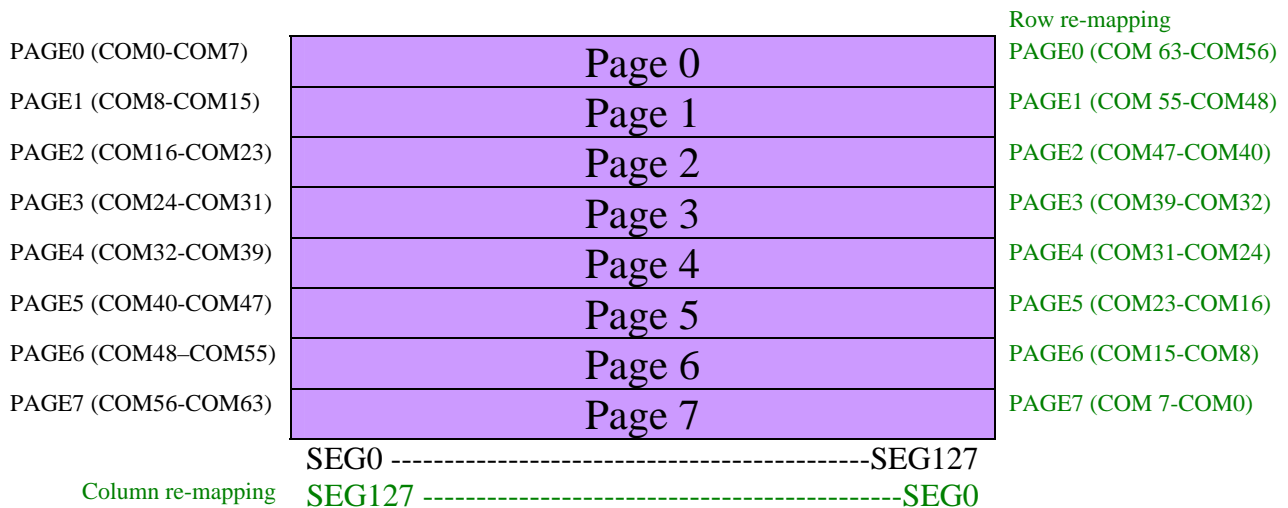 Row re-mapping
PAGE0 (COM0-COM7) Page 0 PAGE0 (COM 63-COM56)
PAGE1 (COM8-COM15) Page 1 PAGE1 (COM 55-COM48)
PAGE2 (COM16-COM23) Page 2 PAGE2 (COM47-COM40)
PAGE3 (COM24-COM31) Page 3 PAGE3 (COM39-COM32)
PAGE4 (COM32-COM39) Page 4 PAGE4 (COM31-COM24)
PAGE5 (COM40-COM47) Page 5 PAGE5 (COM23-COM16)
PAGE6 (COM48–COM55) Page 6 PAGE6 (COM15-COM8)
PAGE7 (COM56-COM63) Page 7 PAGE7 (COM 7-COM0)
SEG0 ---------------------------------------------SEG127
Column re-mapping SEG127 ---------------------------------------------SEG0